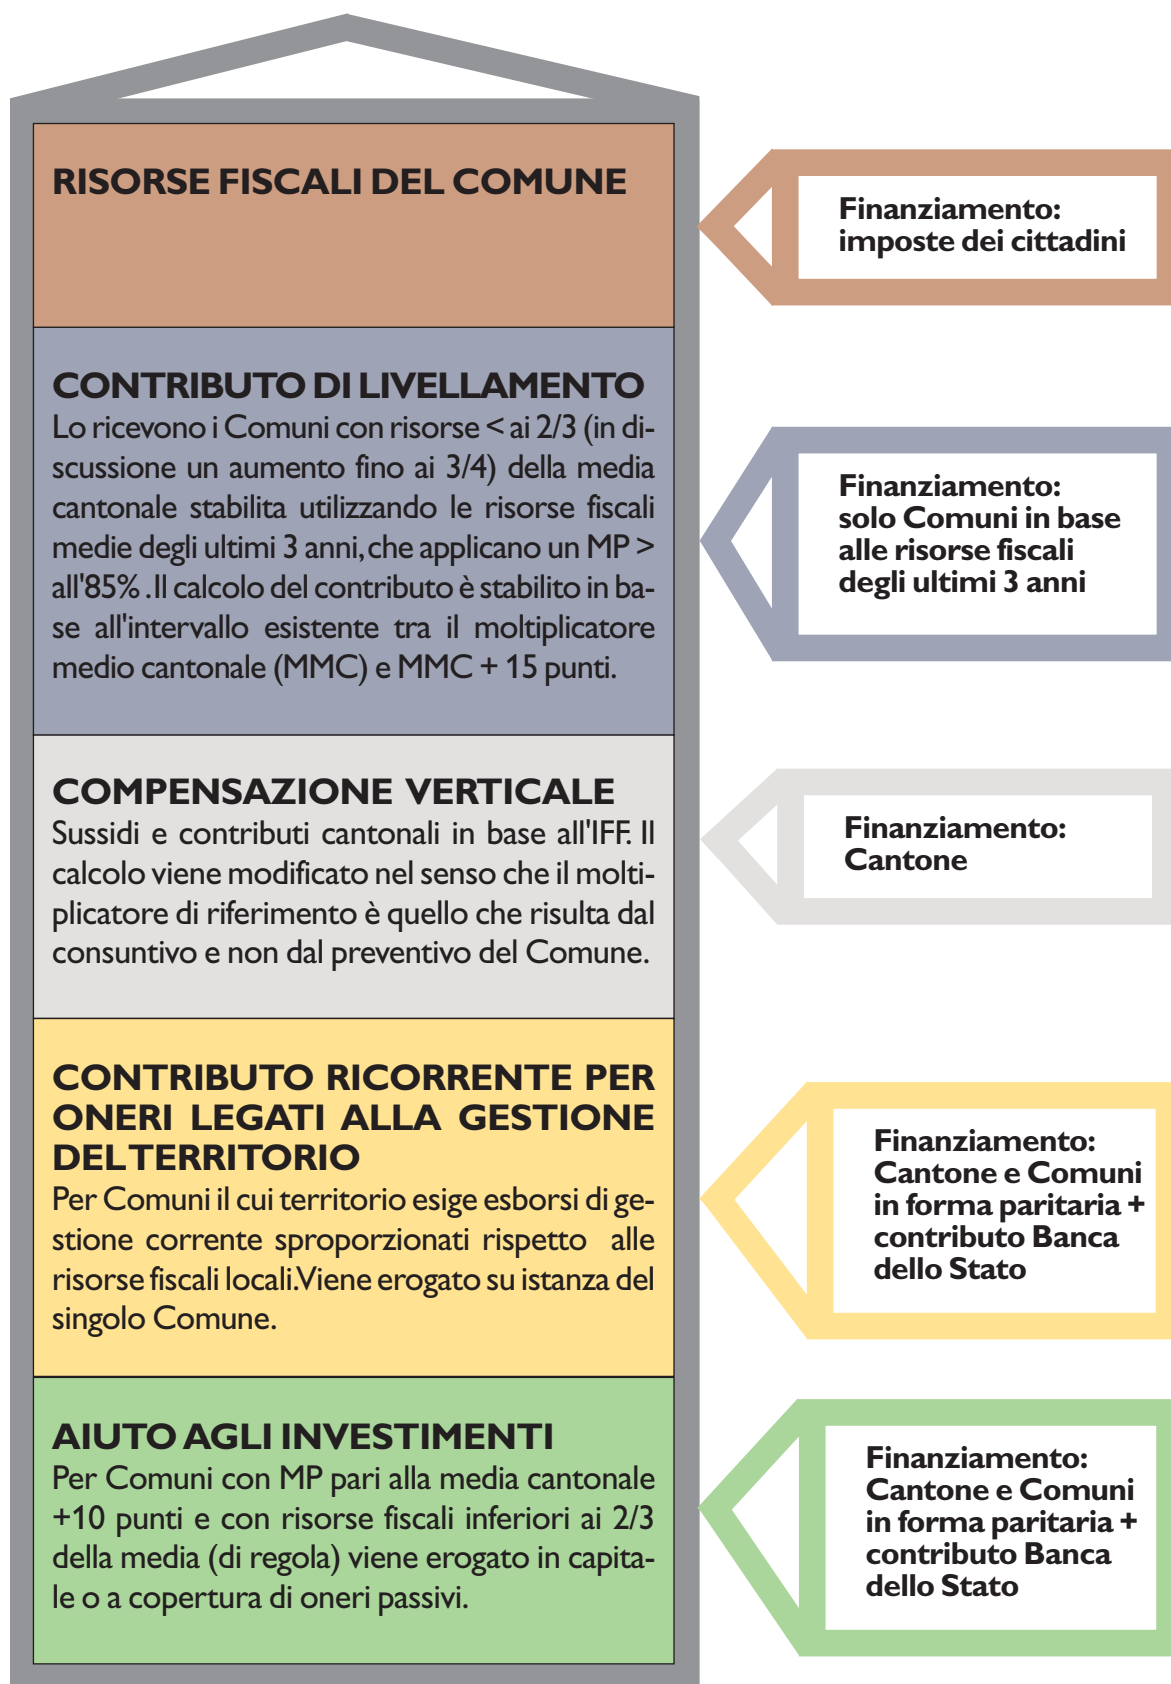 RISORSE FISCALI DEL COMUNE
Finanziamento:
imposte dei cittadini
CONTRIBUTO DI LIVELLAMENTO
Lo ricevono i Comuni con risorse < ai 2/3 (in di-
scussione un aumento fino ai 3/4) della media
cantonale stabilita utilizzando le risorse fiscali
medie degli ultimi 3 anni, che applicano un MP >
all'85% . Il calcolo del contributo è stabilito in ba-
se all'intervallo esistente tra il moltiplicatore
medio cantonale (MMC) e MMC + 15 punti.
Finanziamento:
solo Comuni in base
alle risorse fiscali
degli ultimi 3 anni
COMPENSAZIONE VERTICALE
Sussidi e contributi cantonali in base all'IFF. Il
calcolo viene modificato nel senso che il molti-
plicatore di riferimento è quello che risulta dal
consuntivo e non dal preventivo del Comune.
Finanziamento:
Cantone
CONTRIBUTO RICORRENTE PER
ONERI LEGATI ALLA GESTIONE
DEL TERRITORIO
Per Comuni il cui territorio esige esborsi di ge-
stione corrente sproporzionati rispetto alle
risorse fiscali locali. Viene erogato su istanza del
singolo Comune.
Finanziamento:
Cantone e Comuni
in forma paritaria +
contributo Banca
dello Stato
AIUTO AGLI INVESTIMENTI
Per Comuni con MP pari alla media cantonale
+10 punti e con risorse fiscali inferiori ai 2/3
della media (di regola) viene erogato in capita-
le o a copertura di oneri passivi.
Finanziamento:
Cantone e Comuni
in forma paritaria +
contributo Banca
dello Stato